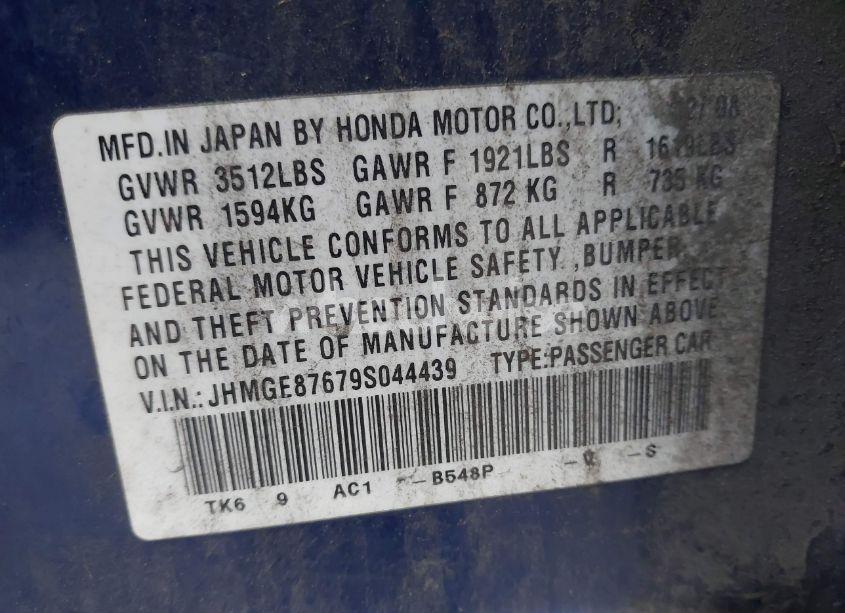 MFD.IN JAPAN BY HONDA MOTOR CO.,LTD;
GVWR 3512LBS GAWR F 1921LBS R 1619LBS
GVWR 1594KG GAWR F 872 KG R 735 KG
THIS VEHICLE CONFORMS TO ALL APPLICABLE
FEDERAL MOTOR VEHICLE SAFETY ,BUMPER
AND THEFT PREVENTION STANDARDS IN EFFECT
ON THE DATE OF MANUFACTURE SHOWN ABOVE
V.I.N.: JHMGE87679S044439 TYPE:PASSENGER CAR
TK6 9 AC1 -- B548P -0 -S